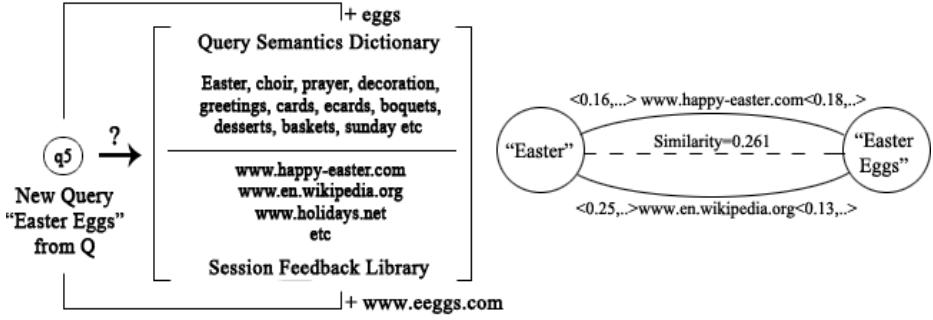 + eggs
Query Semantics Dictionary
Easter, choir, prayer, decoration,
greetings, cards, ecards, boquets,
desserts, baskets, sunday etc
q5
?
New Query
“Easter Eggs”
from Q
www.happy-easter.com
www.en.wikipedia.org
www.holidays.net
etc
Session Feedback Library
+ www.eeggs.com
<0.16,...> www.happy-easter.com<0.18,..>
“Easter”
Similarity=0.261
“Easter
Eggs”
<0.25,..>www.en.wikipedia.org<0.13,..>